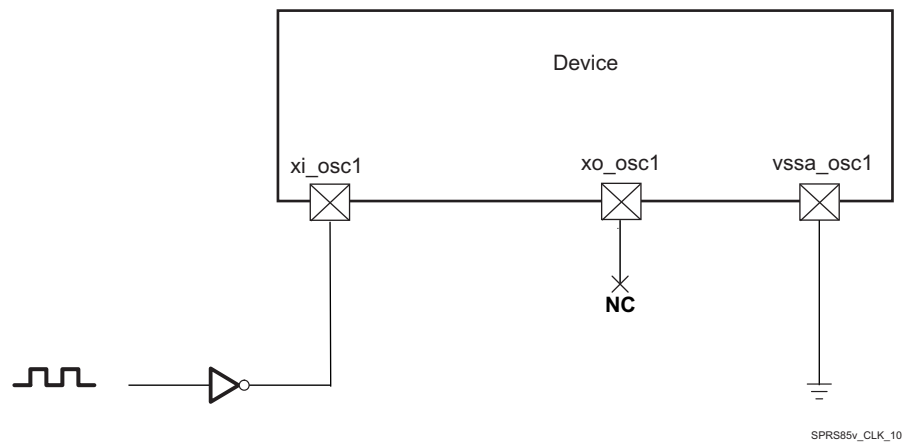 Device
xi_osc1
xo_osc1
vssa_osc1
NC
SPRS85v_CLK_10